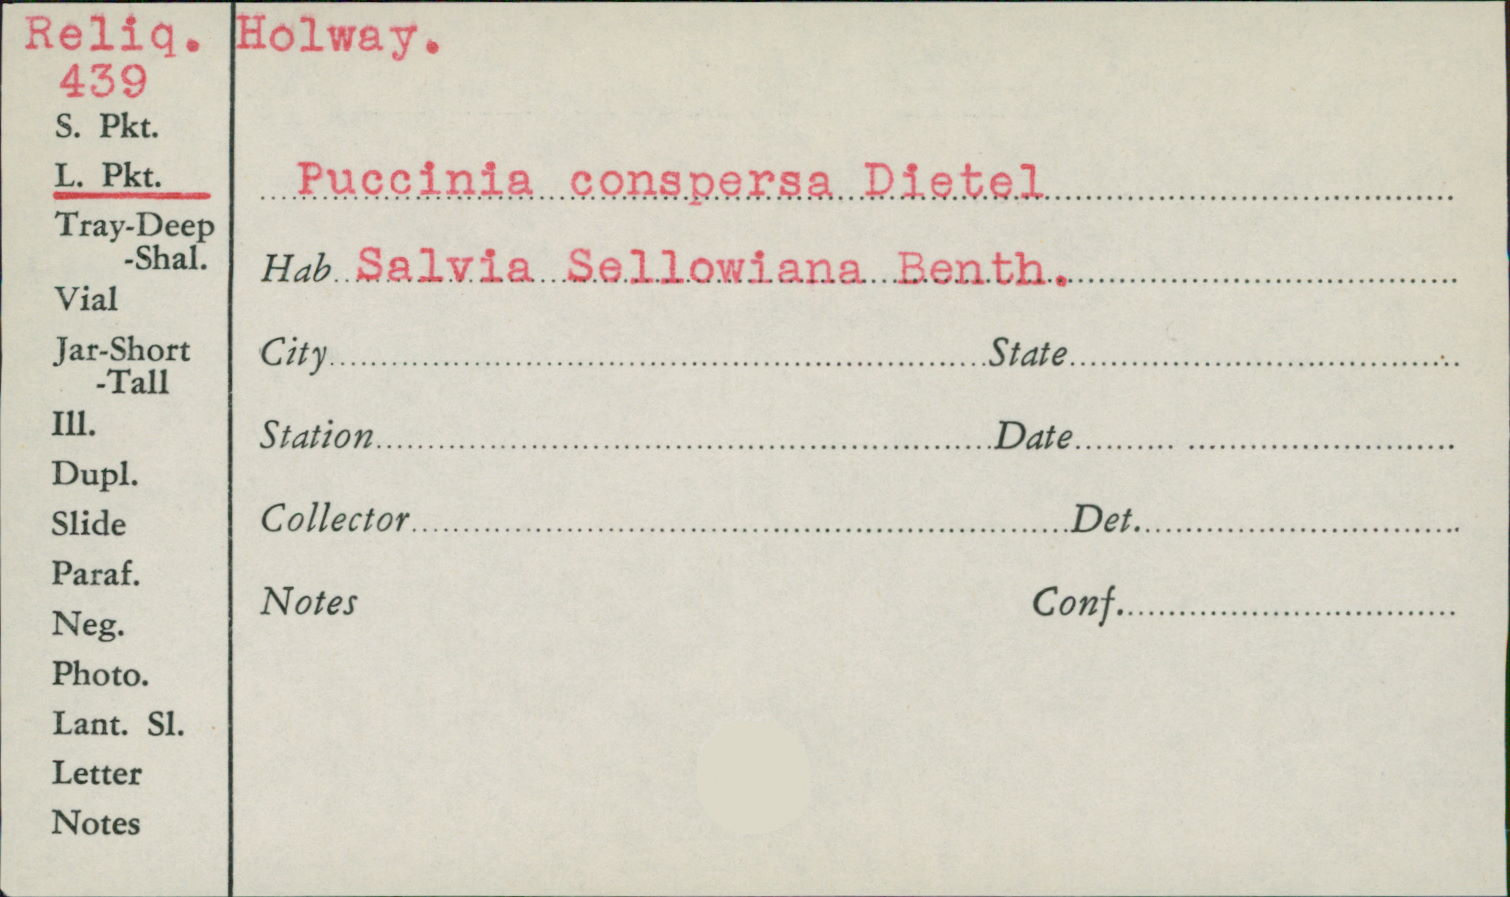 Reliq. Holway.
439
S. Pkt.
L. Pkt.
Tray-Deep
-Shal.
Vial
Jar-Short
-Tall
Ill.
Dupl.
Slide
Paraf.
Neg.
Photo.
Lant. Sl.
Letter
Notes
Puccinia conspersa Dietel
Hab Salvia Sellowiana Benth.
City State
Station Date
Collector Det.
Notes Conf.